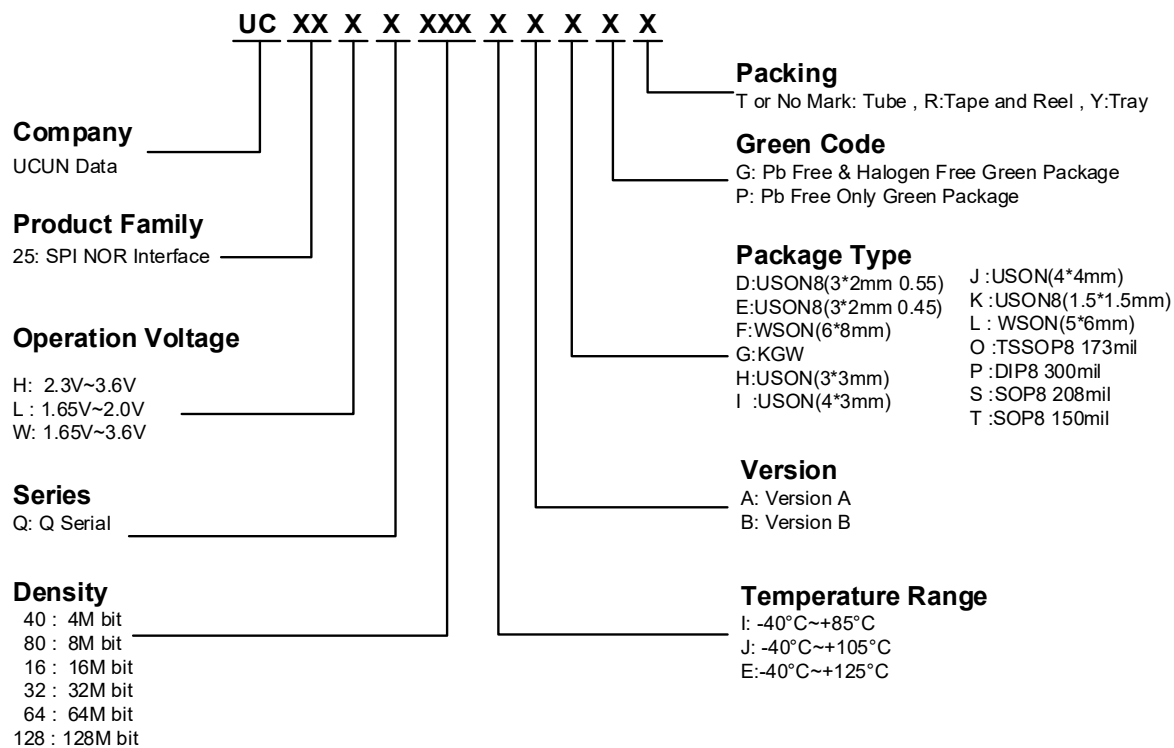 UC XX X X XXX X X X X X
Company
UCUN Data
Product Family
25: SPI NOR Interface
Operation Voltage
H: 2.3V~3.6V
L : 1.65V~2.0V
W: 1.65V~3.6V
Series
Q: Q Serial
Density
40 : 4M bit
80 : 8M bit
16 : 16M bit
32 : 32M bit
64 : 64M bit
128 : 128M bit
Packing
T or No Mark: Tube , R:Tape and Reel , Y:Tray
Green Code
G: Pb Free & Halogen Free Green Package
P: Pb Free Only Green Package
Package Type
D:USON8(3*2mm 0.55)
E:USON8(3*2mm 0.45)
F:WSON(6*8mm)
G:KGW
H:USON(3*3mm)
I :USON(4*3mm)
J :USON(4*4mm)
K :USON8(1.5*1.5mm)
L : WSON(5*6mm)
O :TSSOP8 173mil
P :DIP8 300mil
S :SOP8 208mil
T :SOP8 150mil
Version
A: Version A
B: Version B
Temperature Range
I: -40°C~+85°C
J: -40°C~+105°C
E:-40°C~+125°C